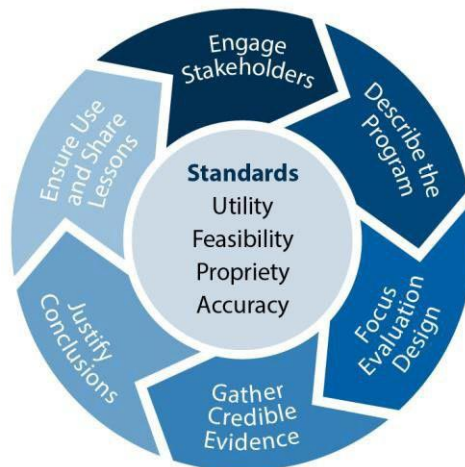 Engage
Stakeholders
Describe the
Program
Focus
Evaluation
Design
Gather
Credible
Evidence
Justify
Conclusions
Ensure Use
and Share
Lessons
Standards
Utility
Feasibility
Propriety
Accuracy